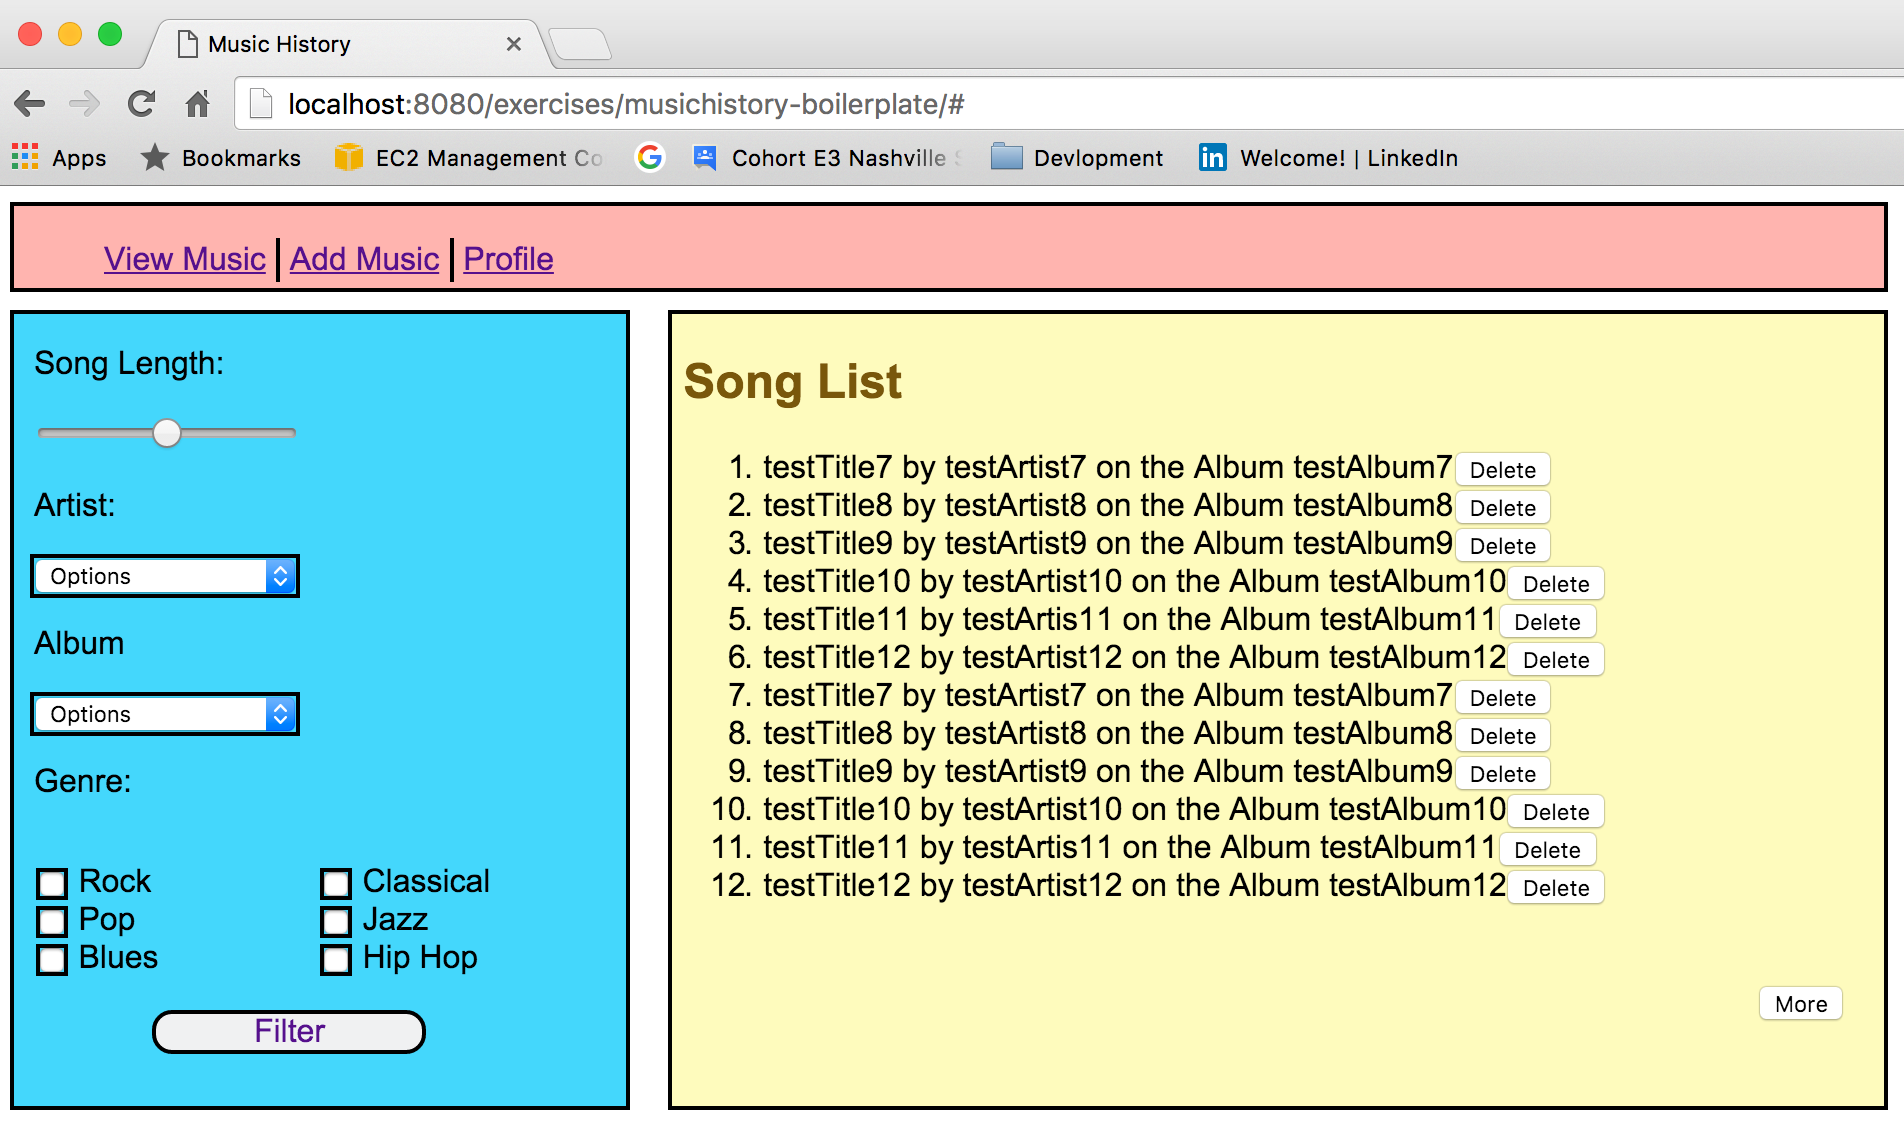 Music History
localhost:8080/exercises/musichistory-boilerplate/#
Apps Bookmarks EC2 Management Co Cohort E3 Nashville Devlopment Welcome! | LinkedIn
View Music Add Music Profile
Song Length:
Artist:
Options
Album
Options
Genre:
Rock Classical
Pop Jazz
Blues Hip Hop
Filter
Song List
1. testTitle7 by testArtist7 on the Album testAlbum7 Delete
2. testTitle8 by testArtist8 on the Album testAlbum8 Delete
3. testTitle9 by testArtist9 on the Album testAlbum9 Delete
4. testTitle10 by testArtist10 on the Album testAlbum10 Delete
5. testTitle11 by testArtis11 on the Album testAlbum11 Delete
6. testTitle12 by testArtist12 on the Album testAlbum12 Delete
7. testTitle7 by testArtist7 on the Album testAlbum7 Delete
8. testTitle8 by testArtist8 on the Album testAlbum8 Delete
9. testTitle9 by testArtist9 on the Album testAlbum9 Delete
10. testTitle10 by testArtist10 on the Album testAlbum10 Delete
11. testTitle11 by testArtis11 on the Album testAlbum11 Delete
12. testTitle12 by testArtist12 on the Album testAlbum12 Delete
More